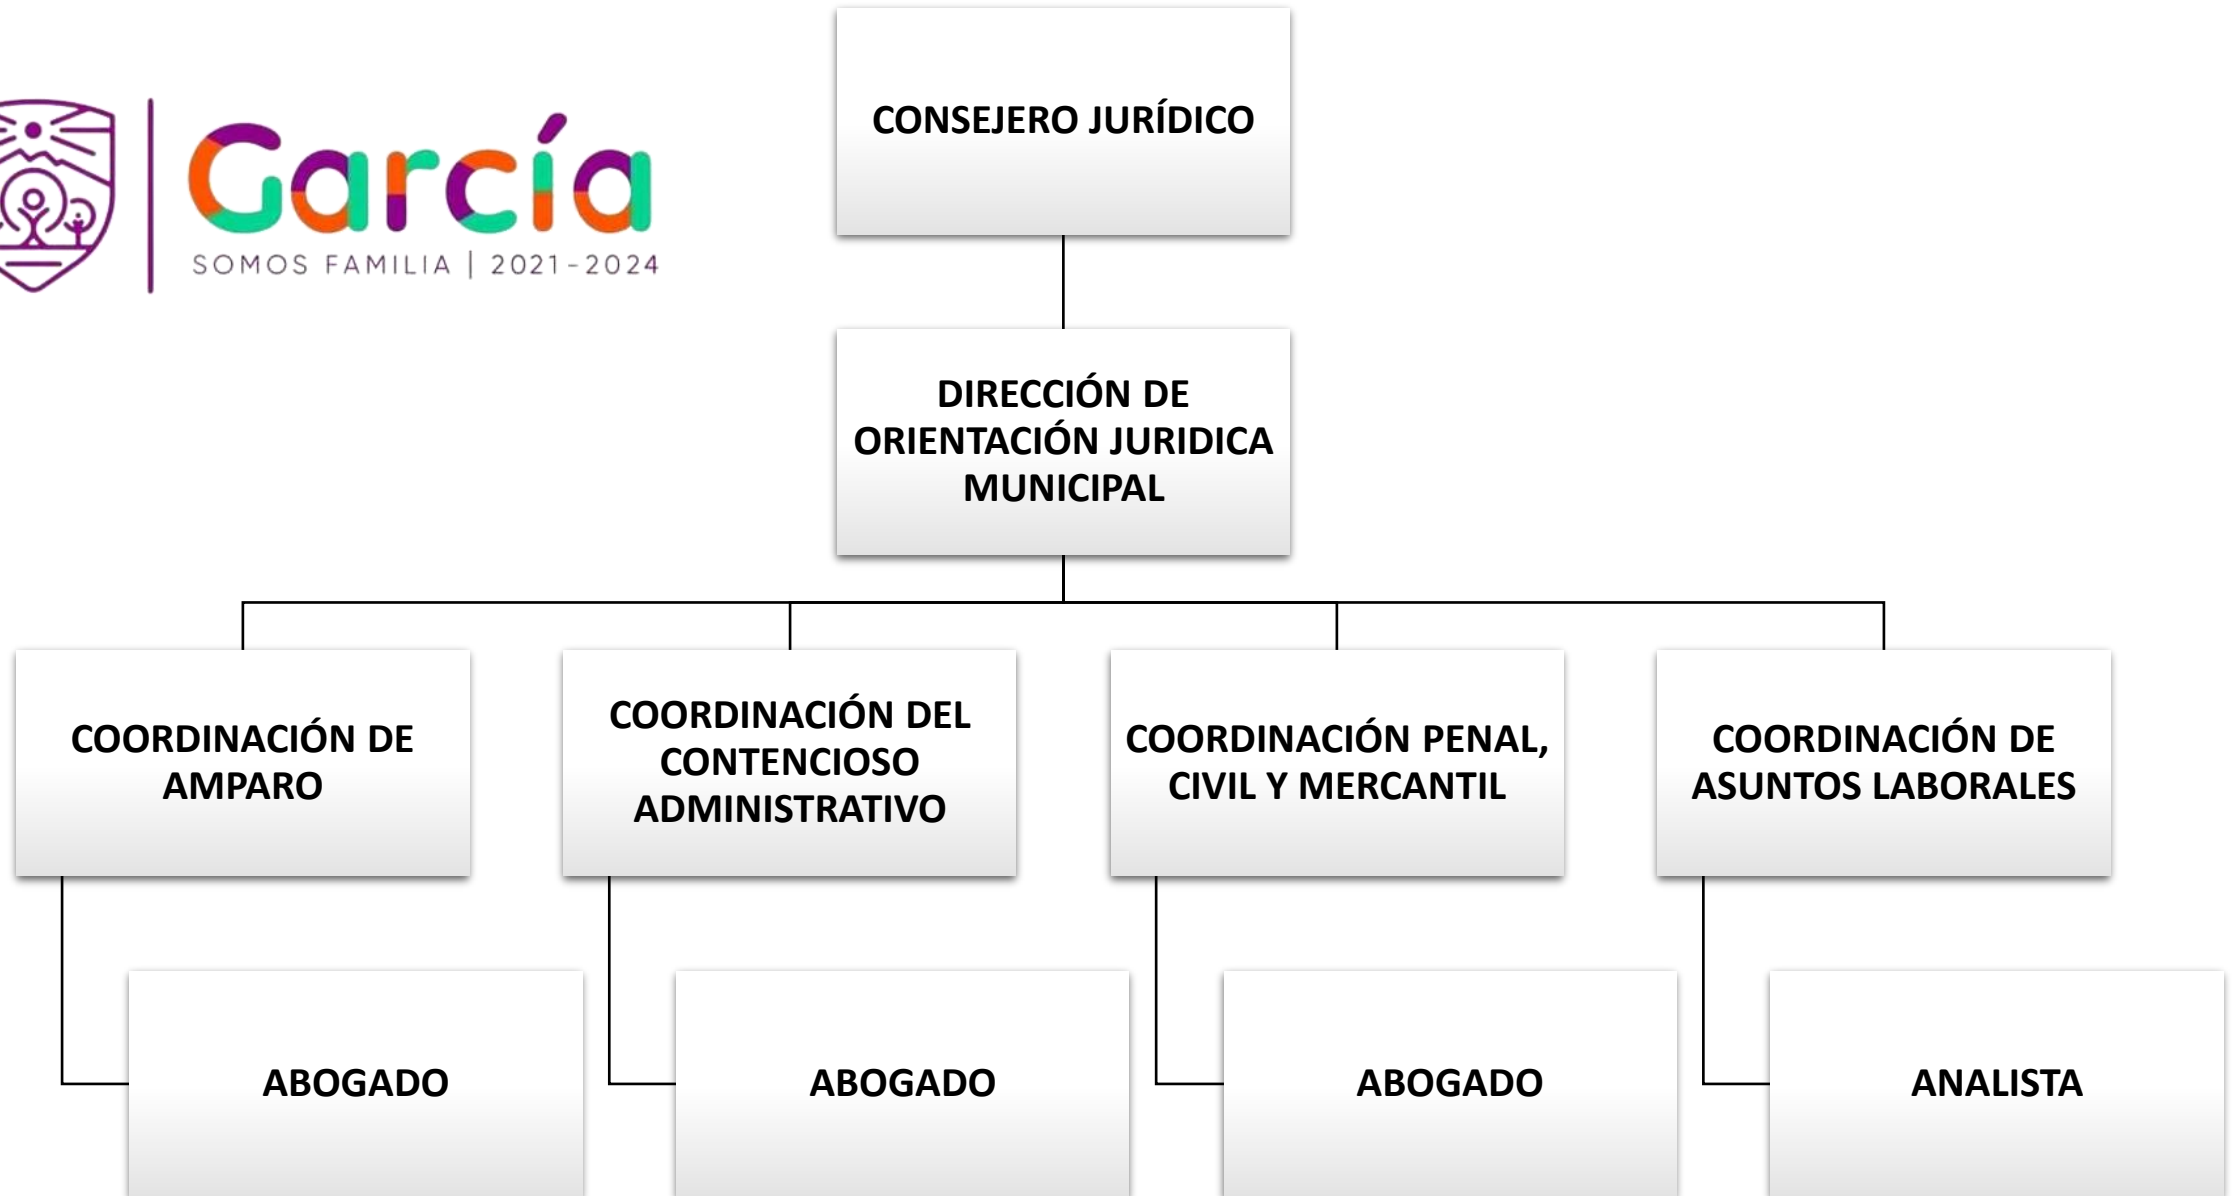 CONSEJERO JURÍDICO
García
SOMOS FAMILIA | 2021-2024
DIRECCIÓN DE
ORIENTACIÓN JURIDICA
MUNICIPAL
COORDINACIÓN DE
AMPARO
COORDINACIÓN DEL
CONTENCIOSO
ADMINISTRATIVO
COORDINACIÓN PENAL,
CIVIL Y MERCANTIL
COORDINACIÓN DE
ASUNTOS LABORALES
ABOGADO
ABOGADO
ABOGADO
ANALISTA